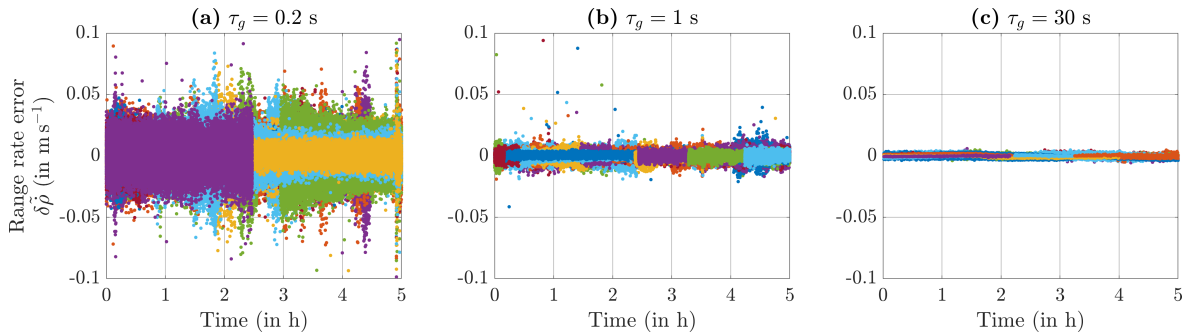 (a) τ_g = 0.2 s
(b) τ_g = 1 s
(c) τ_g = 30 s
Range rate error
δρ̃̇ (in m s⁻¹)
0.1
0.05
0
-0.05
-0.1
0 1 2 3 4 5
Time (in h)
0.1
0.05
0
-0.05
-0.1
0 1 2 3 4 5
Time (in h)
0.1
0.05
0
-0.05
-0.1
0 1 2 3 4 5
Time (in h)